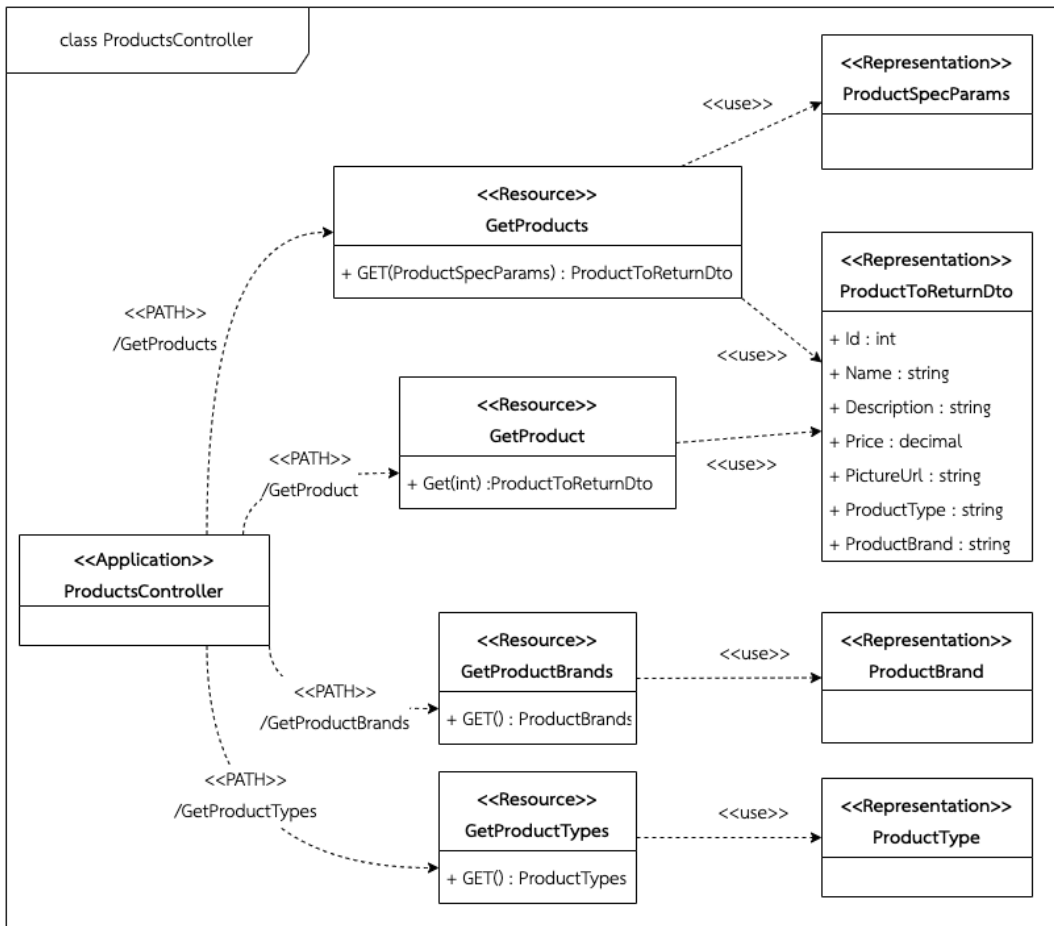 class ProductsController
<<Representation>>
ProductSpecParams
<<use>>
<<Resource>>
GetProducts
+ GET(ProductSpecParams) : ProductToReturnDto
<<Representation>>
ProductToReturnDto
+ Id : int
+ Name : string
+ Description : string
+ Price : decimal
+ PictureUrl : string
+ ProductType : string
+ ProductBrand : string
<<PATH>>
/GetProducts
<<use>>
<<Resource>>
GetProduct
+ Get(int) :ProductToReturnDto
<<PATH>>
/GetProduct
<<use>>
<<Application>>
ProductsController
<<Resource>>
GetProductBrands
+ GET() : ProductBrands
<<use>>
<<Representation>>
ProductBrand
<<PATH>>
/GetProductBrands
<<PATH>>
/GetProductTypes
<<Resource>>
GetProductTypes
+ GET() : ProductTypes
<<use>>
<<Representation>>
ProductType